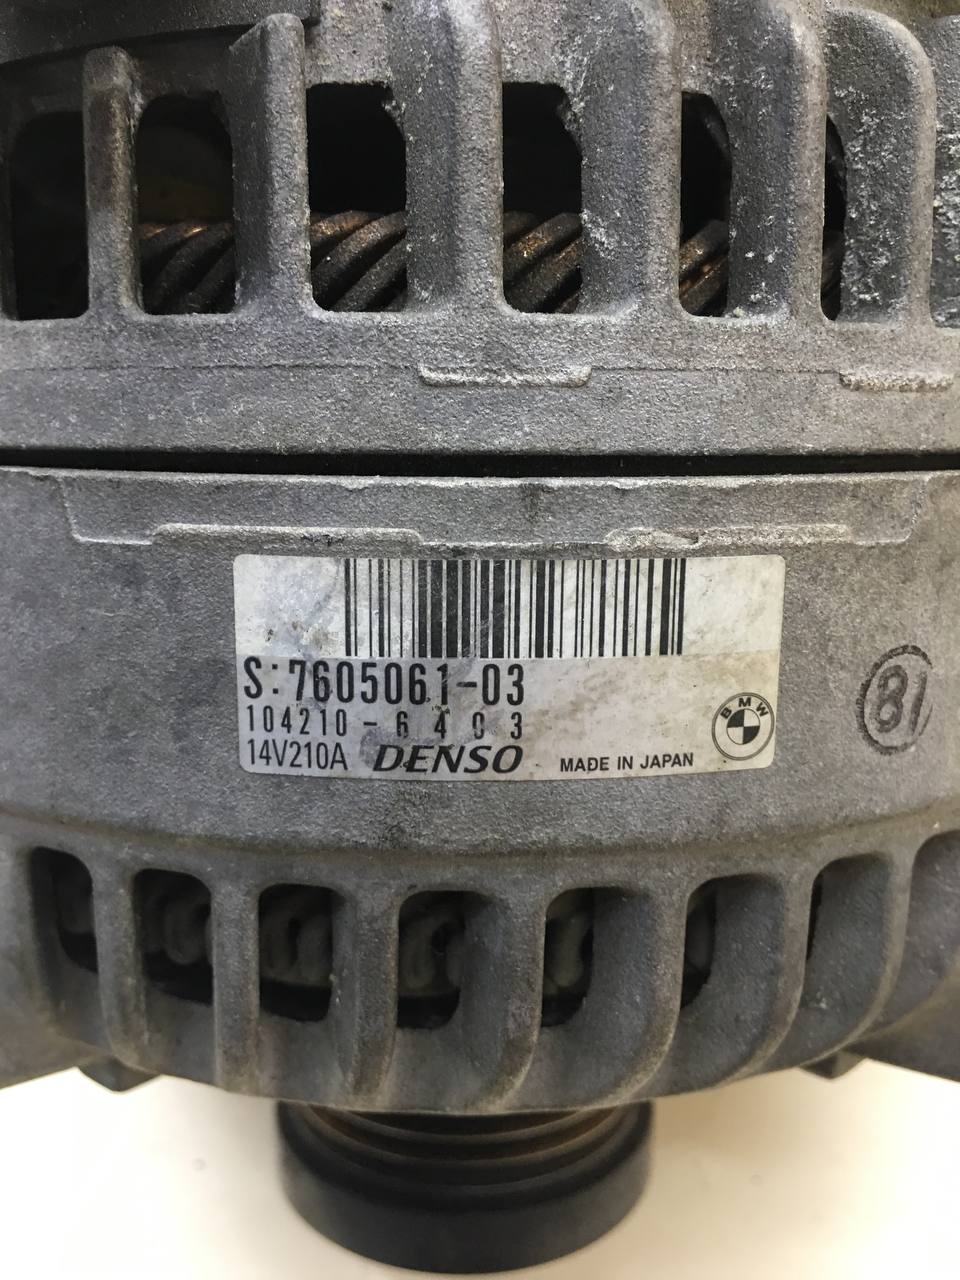 S:7605061-03
104210-6403
14V210A DENSO MADE IN JAPAN
BMW
81